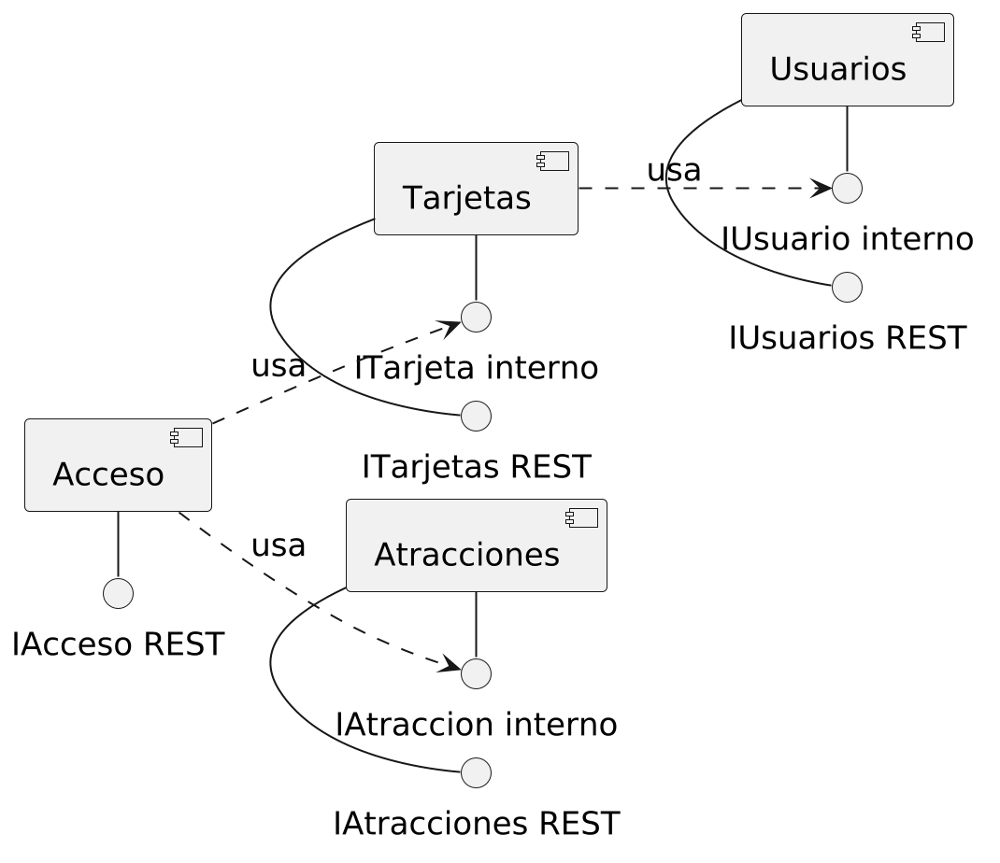 Usuarios
usa
Tarjetas
IUsuario interno
IUsuarios REST
usa
ITarjeta interno
ITarjetas REST
Acceso
usa
Atracciones
IAcceso REST
IAtraccion interno
IAtracciones REST